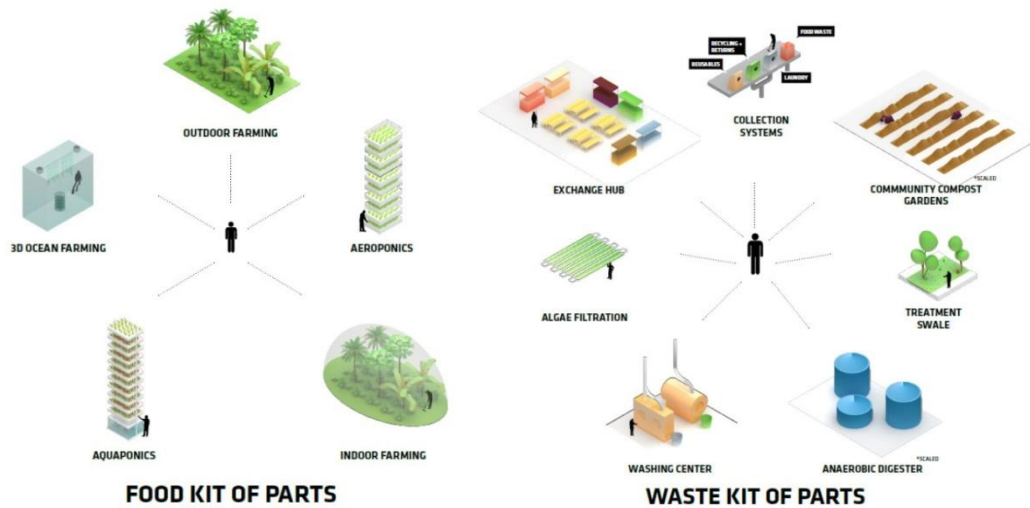 OUTDOOR FARMING
3D OCEAN FARMING
AEROPONICS
AQUAPONICS
INDOOR FARMING
FOOD KIT OF PARTS
FOOD WASTE
RECYCLING +
RETURNS
REUSABLES
LAUNDRY
COLLECTION
SYSTEMS
EXCHANGE HUB
*SCALED
COMMMUNITY COMPOST
GARDENS
ALGAE FILTRATION
TREATMENT
SWALE
WASHING CENTER
*SCALED
ANAEROBIC DIGESTER
WASTE KIT OF PARTS